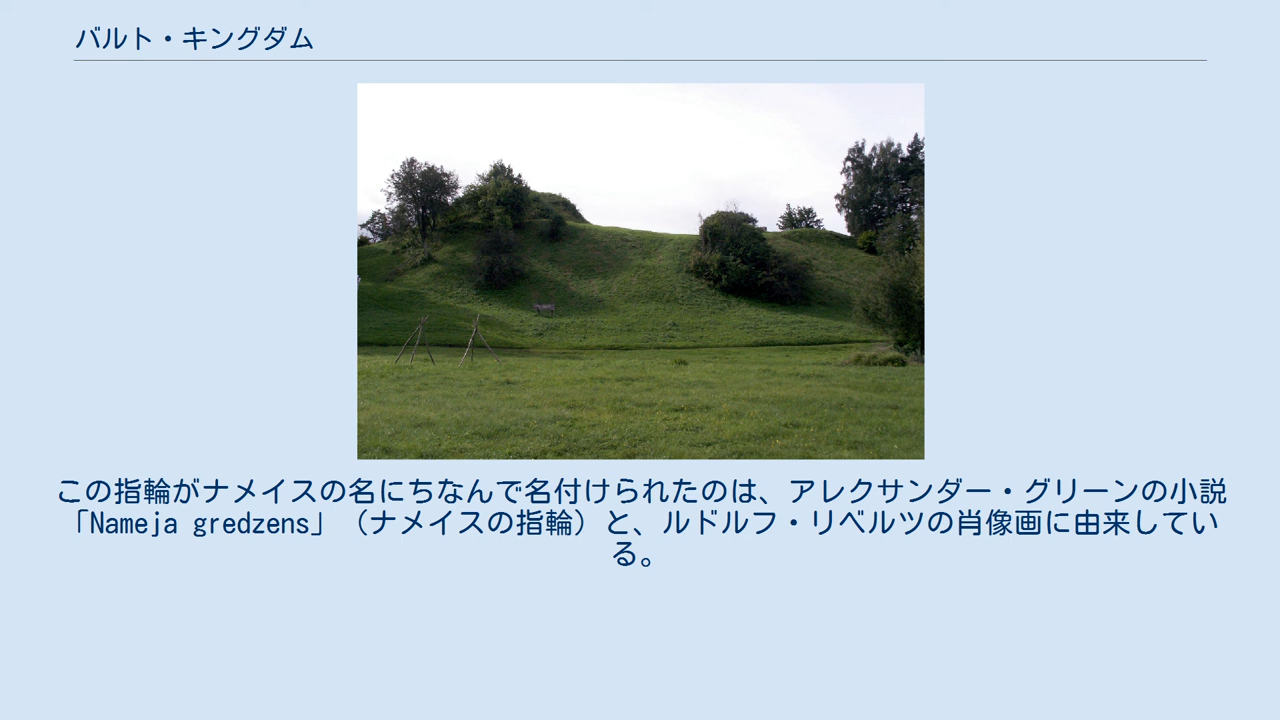 バルト・キングダム
この指輪がナメイスの名にちなんで名付けられたのは、アレクサンダー・グリーンの小説
「Nameja gredzens」（ナメイスの指輪）と、ルドルフ・リベルツの肖像画に由来してい
る。